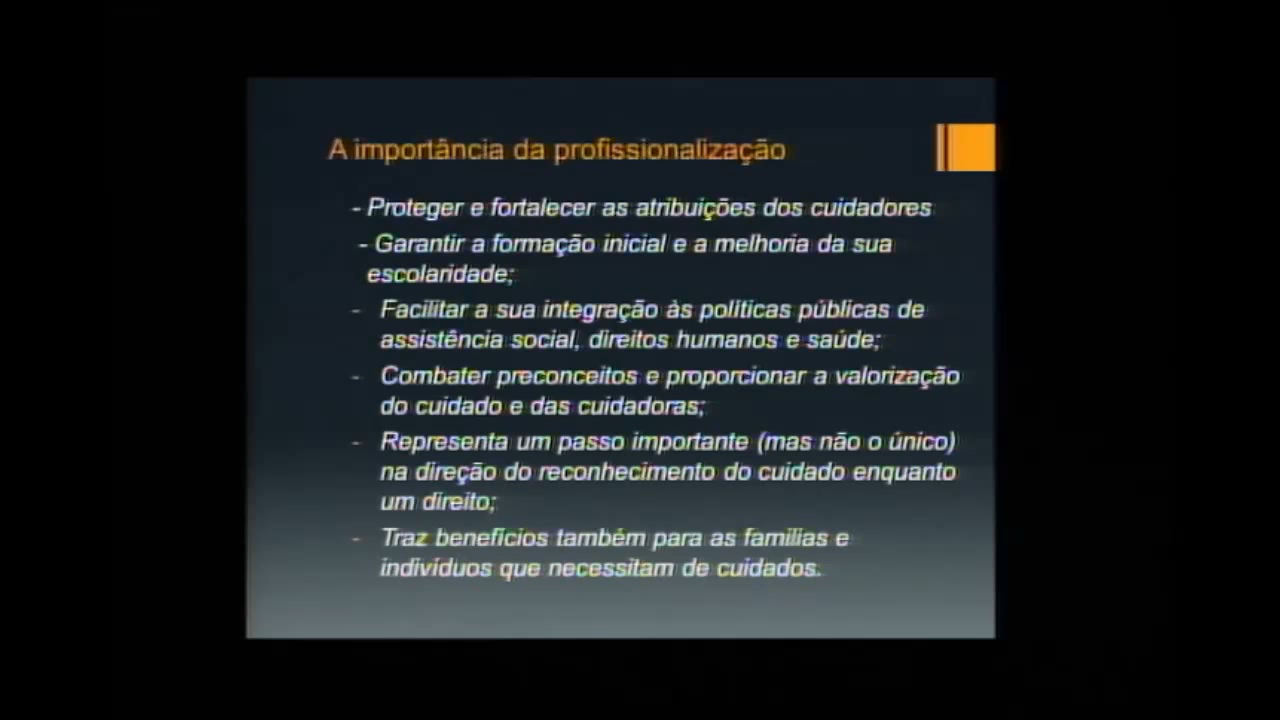 A importância da profissionalização
- Proteger e fortalecer as atribuições dos cuidadores
- Garantir a formação inicial e a melhoria da sua
escolaridade;
- Facilitar a sua integração às políticas públicas de
assistência social, direitos humanos e saúde;
- Combater preconceitos e proporcionar a valorização
do cuidado e das cuidadoras;
- Representa um passo importante (mas não o único)
na direção do reconhecimento do cuidado enquanto
um direito;
- Traz benefícios também para as famílias e
indivíduos que necessitam de cuidados.